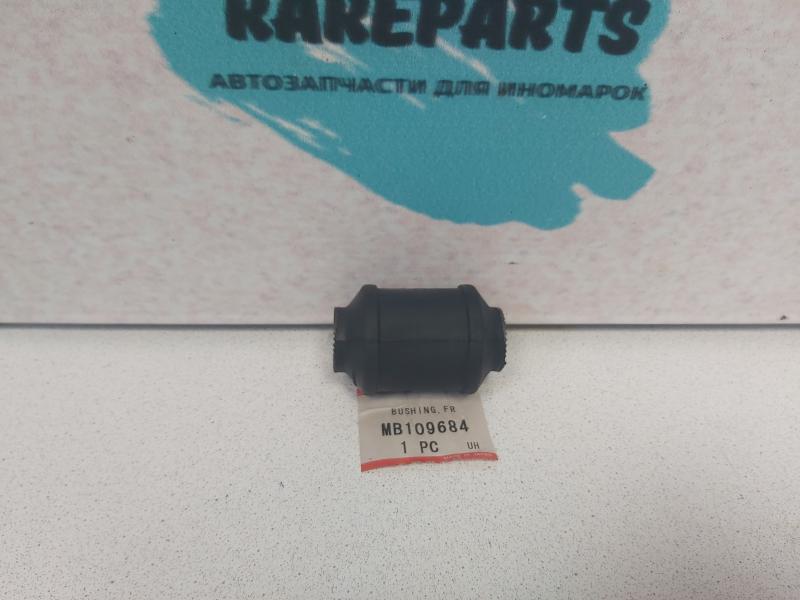 RAREPARTS
АВТОЗАПЧАСТИ ДЛЯ ИНОМАРОК
BUSHING, FR
MB109684
1 PC UH